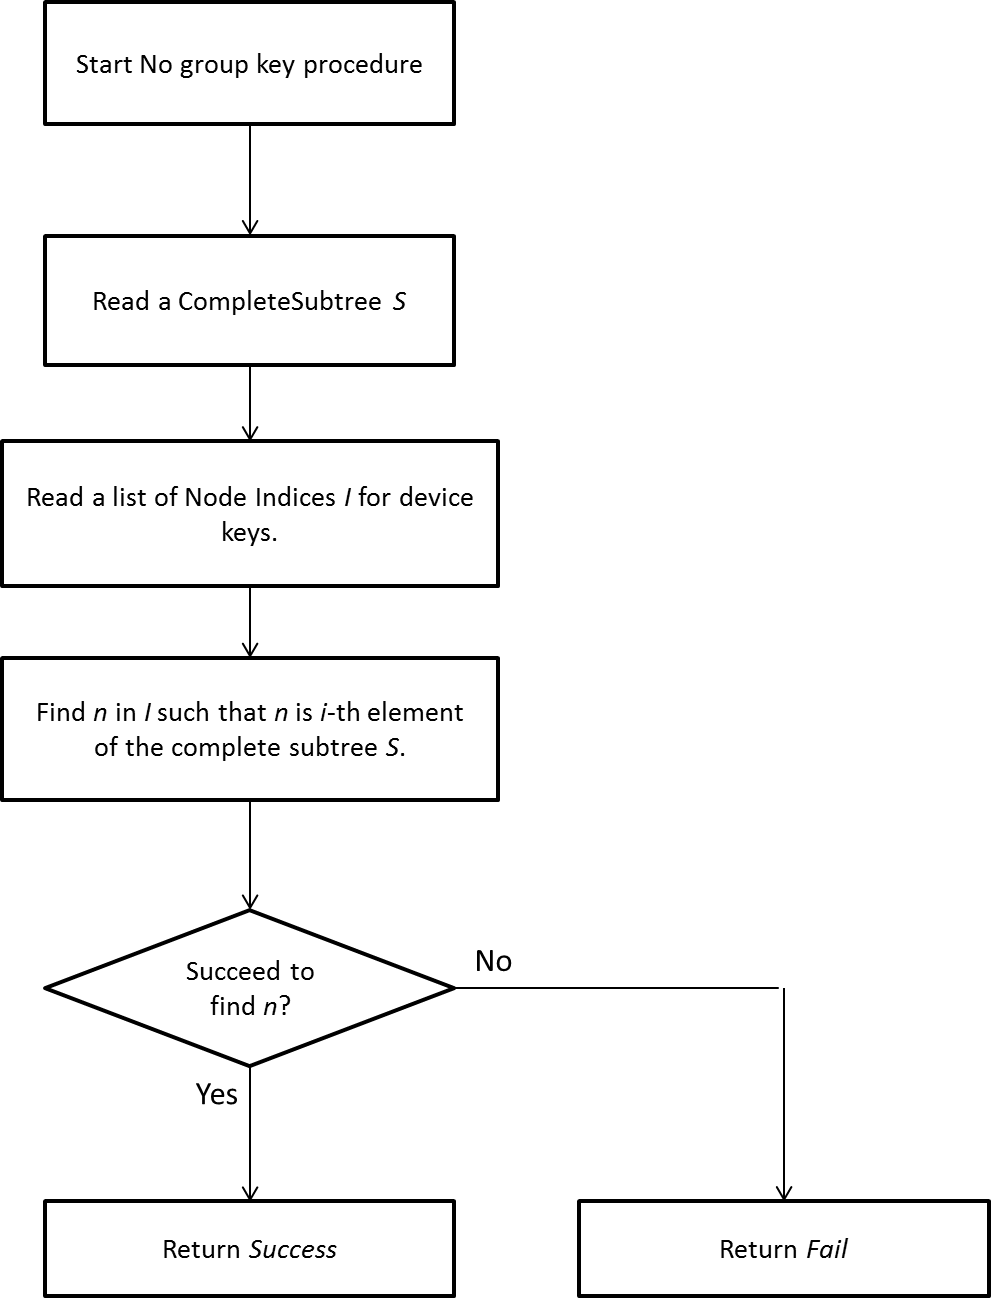 Start No group key procedure
Read a CompleteSubtree S
Read a list of Node Indices I for device
keys.
Find n in I such that n is i-th element
of the complete subtree S.
Succeed to
find n?
No
Yes
Return Success
Return Fail